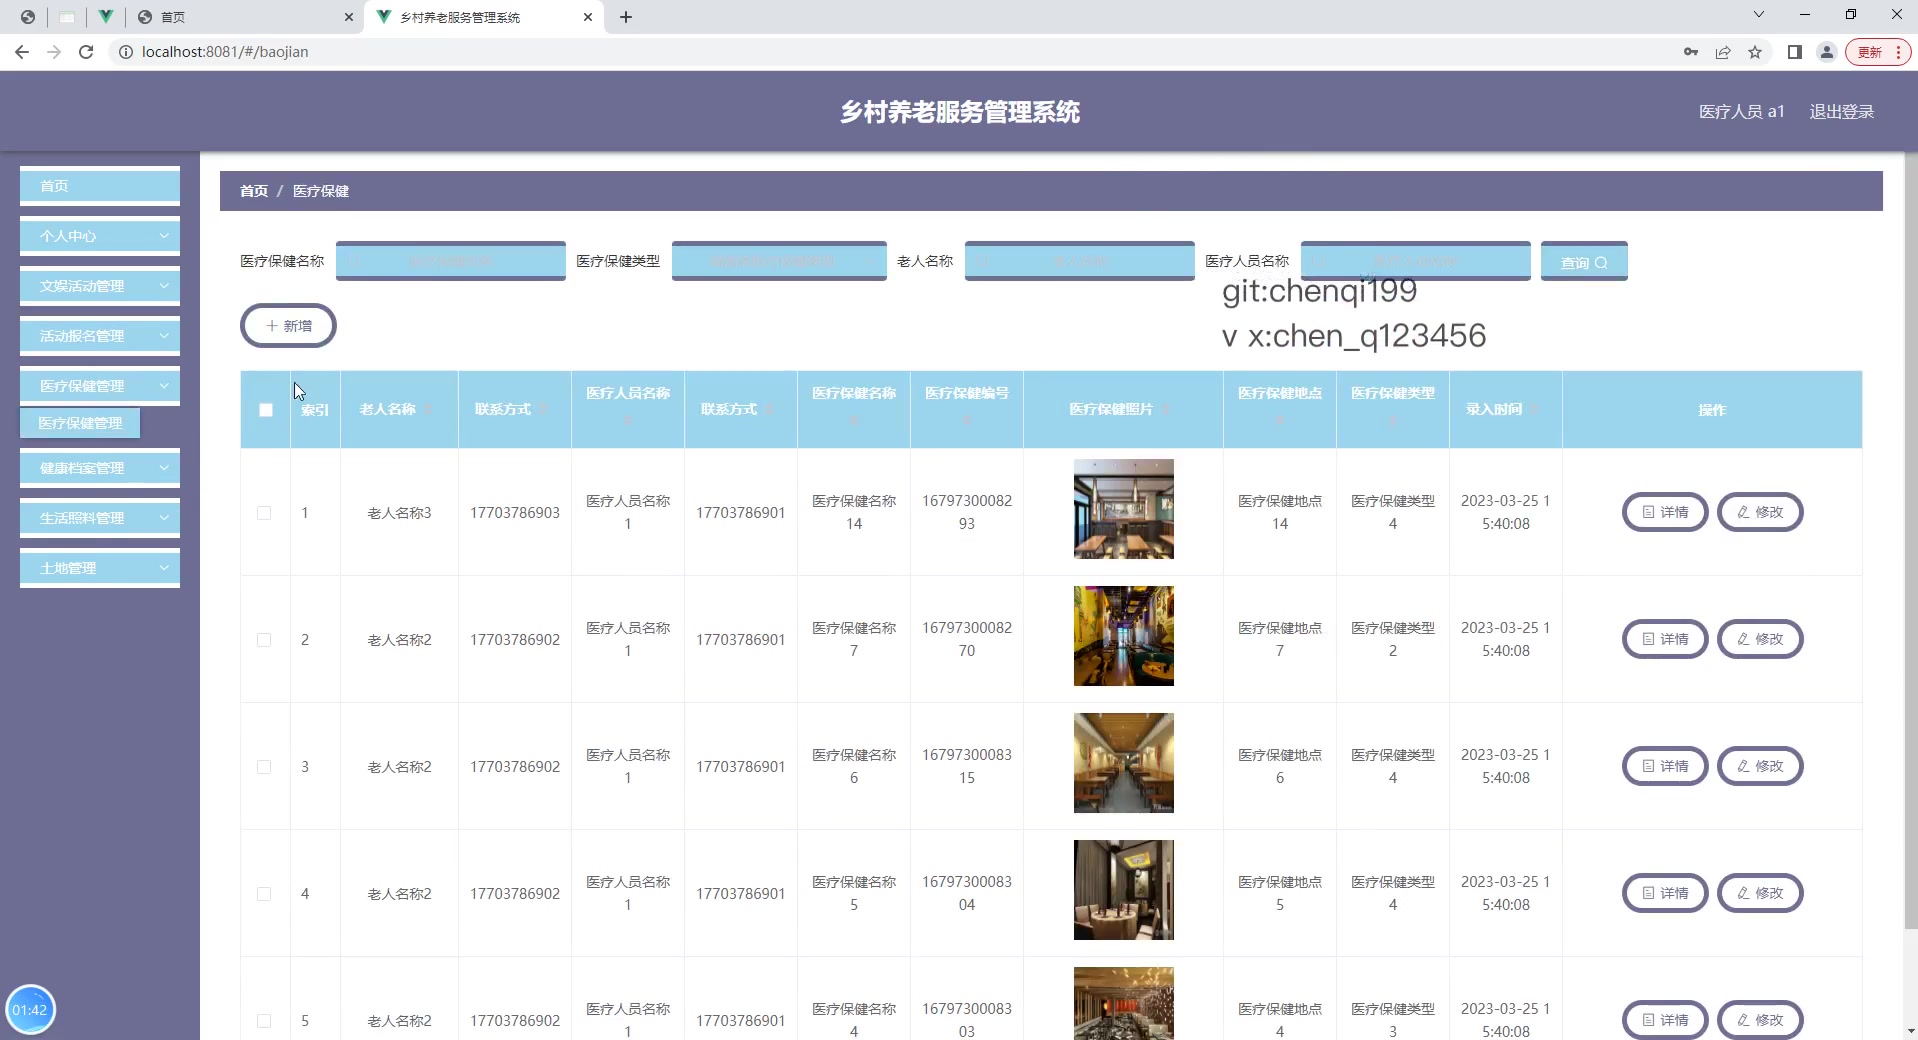 首页
乡村养老服务管理系统
localhost:8081/#/baojian
更新
乡村养老服务管理系统
医疗人员 a1 退出登录
首页
个人中心
文娱活动管理
活动报名管理
医疗保健管理
医疗保健管理
健康档案管理
生活照料管理
土地管理
首页 / 医疗保健
医疗保健名称 医疗保健类型 老人名称 医疗人员名称 查询
git:chenqi199
v x:chen_q123456
新增
索引 老人名称 联系方式 医疗人员名称 联系方式 医疗保健名称 医疗保健编号 医疗保健照片 医疗保健地点 医疗保健类型 录入时间 操作
1 老人名称3 17703786903 医疗人员名称 17703786901 医疗保健名称 16797300082 医疗保健地点 医疗保健类型 2023-03-25 1 详情 修改
1 14 93 14 4 5:40:08
2 老人名称2 17703786902 医疗人员名称 17703786901 医疗保健名称 16797300082 医疗保健地点 医疗保健类型 2023-03-25 1 详情 修改
1 7 70 7 2 5:40:08
3 老人名称2 17703786902 医疗人员名称 17703786901 医疗保健名称 16797300083 医疗保健地点 医疗保健类型 2023-03-25 1 详情 修改
1 6 15 6 4 5:40:08
4 老人名称2 17703786902 医疗人员名称 17703786901 医疗保健名称 16797300083 医疗保健地点 医疗保健类型 2023-03-25 1 详情 修改
1 5 04 5 4 5:40:08
5 老人名称2 17703786902 医疗人员名称 17703786901 医疗保健名称 16797300083 医疗保健地点 医疗保健类型 2023-03-25 1 详情 修改
1 4 03 4 3 5:40:08
01:42